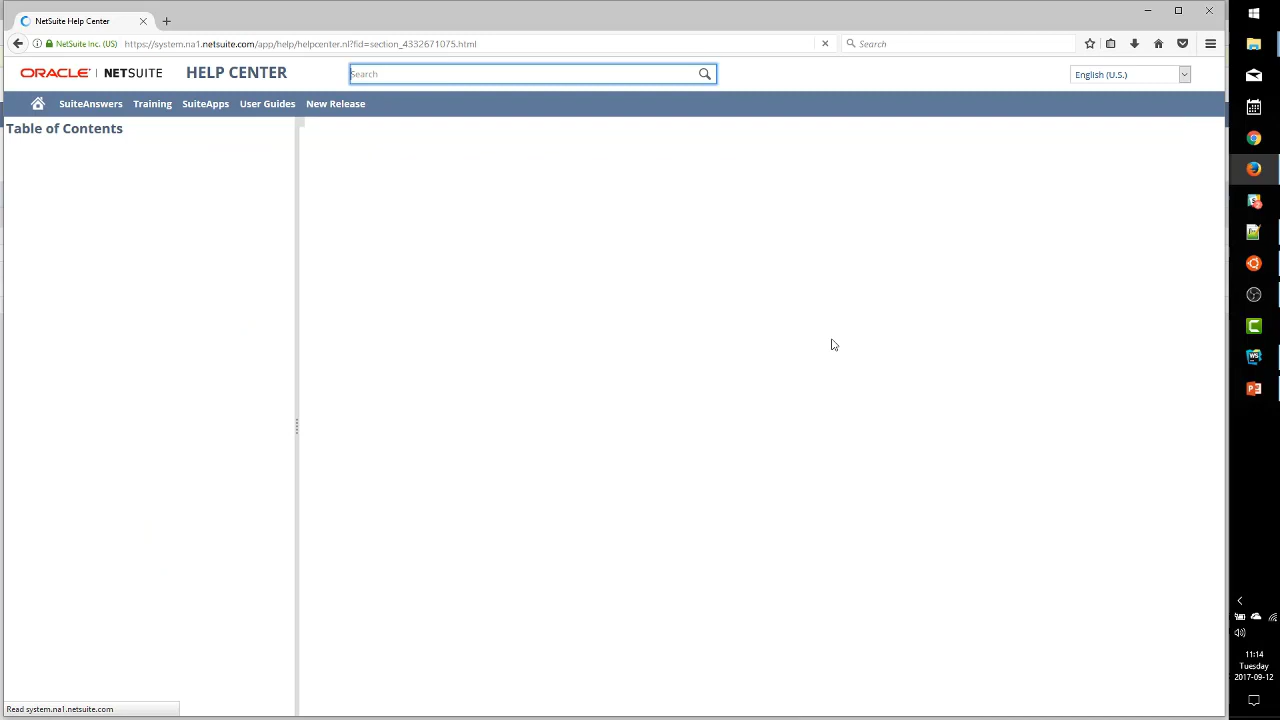 NetSuite Help Center
NetSuite Inc. (US) https://system.na1.netsuite.com/app/help/helpcenter.nl?fid=section_4332671075.html Search
ORACLE | NETSUITE HELP CENTER Search English (U.S.)
SuiteAnswers Training SuiteApps User Guides New Release
Table of Contents
Read system.na1.netsuite.com
11:14
Tuesday
2017-09-12